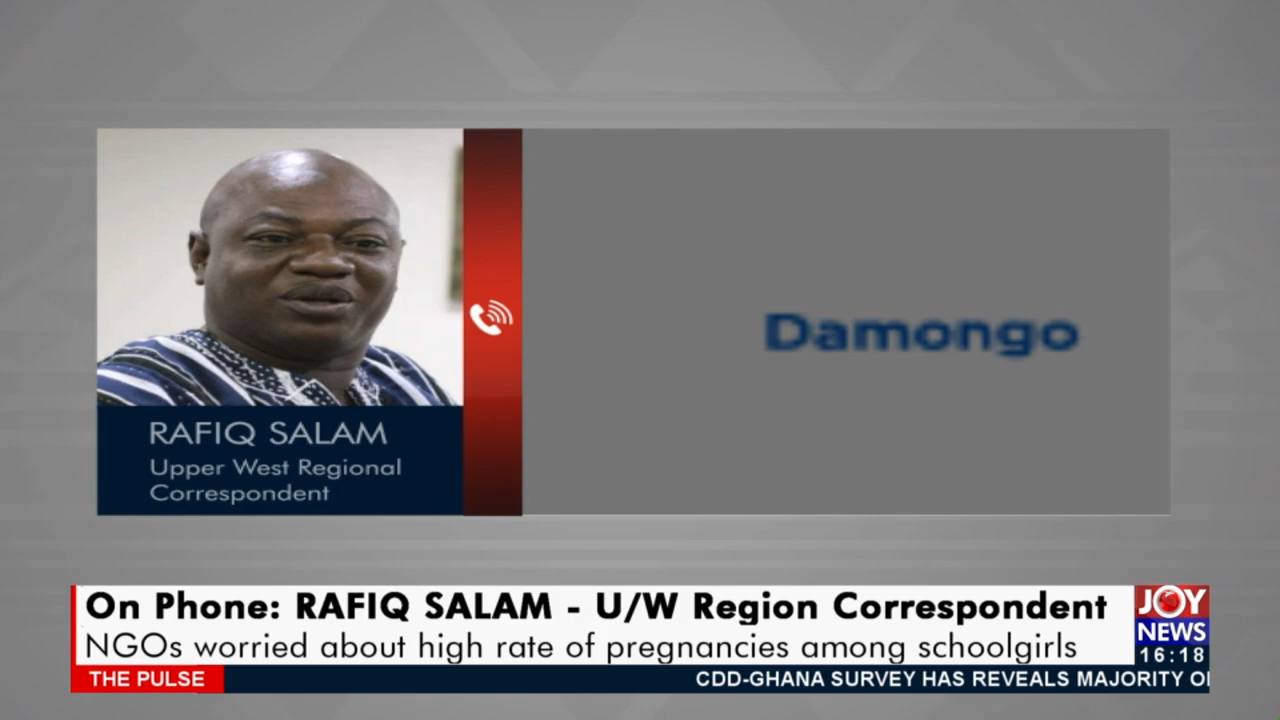 Damongo
RAFIQ SALAM
Upper West Regional
Correspondent
On Phone: RAFIQ SALAM - U/W Region Correspondent
NGOs worried about high rate of pregnancies among schoolgirls
JOY
NEWS
16:18
THE PULSE
CDD-GHANA SURVEY HAS REVEALS MAJORITY